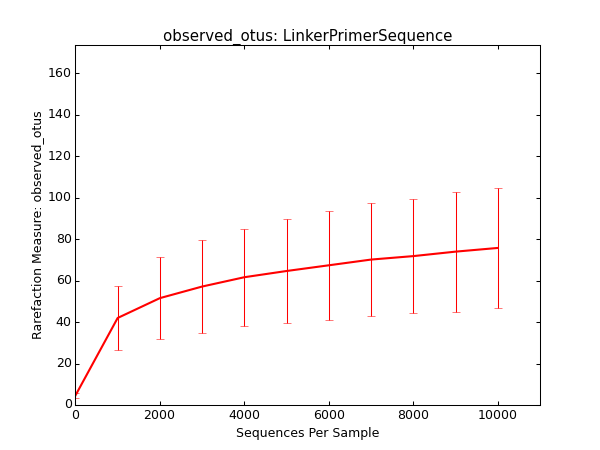 observed_otus: LinkerPrimerSequence
Rarefaction Measure: observed_otus
160
140
120
100
80
60
40
20
0
0 2000 4000 6000 8000 10000
Sequences Per Sample